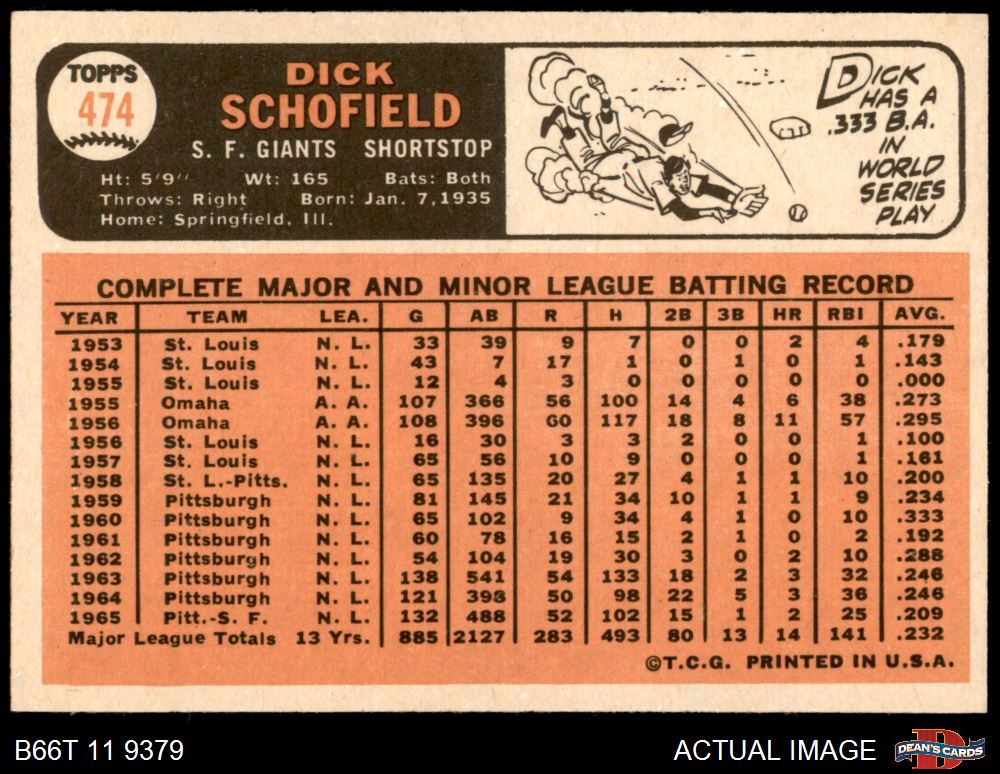 TOPPS
474
DICK
SCHOFIELD
S. F. GIANTS SHORTSTOP
Ht: 5'9" Wt: 165 Bats: Both
Throws: Right Born: Jan. 7, 1935
Home: Springfield, Ill.
DICK
HAS A
.333 B.A.
IN
WORLD
SERIES
PLAY
COMPLETE MAJOR AND MINOR LEAGUE BATTING RECORD
YEAR TEAM LEA. G AB R H 2B 3B HR RBI AVG.
1953 St. Louis N. L. 33 39 9 7 0 0 2 4 .179
1954 St. Louis N. L. 43 7 17 1 0 1 0 1 .143
1955 St. Louis N. L. 12 4 3 0 0 0 0 0 .000
1955 Omaha A. A. 107 366 56 100 14 4 6 38 .273
1956 Omaha A. A. 108 396 60 117 18 8 11 57 .295
1956 St. Louis N. L. 16 30 3 3 2 0 0 1 .100
1957 St. Louis N. L. 65 56 10 9 0 0 0 1 .161
1958 St. L.-Pitts. N. L. 65 135 20 27 4 1 1 10 .200
1959 Pittsburgh N. L. 81 145 21 34 10 1 1 9 .234
1960 Pittsburgh N. L. 65 102 9 34 4 1 0 10 .333
1961 Pittsburgh N. L. 60 78 16 15 2 1 0 2 .192
1962 Pittsburgh N. L. 54 104 19 30 3 0 2 10 .288
1963 Pittsburgh N. L. 138 541 54 133 18 2 3 32 .246
1964 Pittsburgh N. L. 121 398 50 98 22 5 3 36 .246
1965 Pitt.-S. F. N. L. 132 488 52 102 15 1 2 25 .209
Major League Totals 13 Yrs. 885 2127 283 493 80 13 14 141 .232
©T.C.G. PRINTED IN U.S.A.
B66T 11 9379 ACTUAL IMAGE DEAN'S CARDS